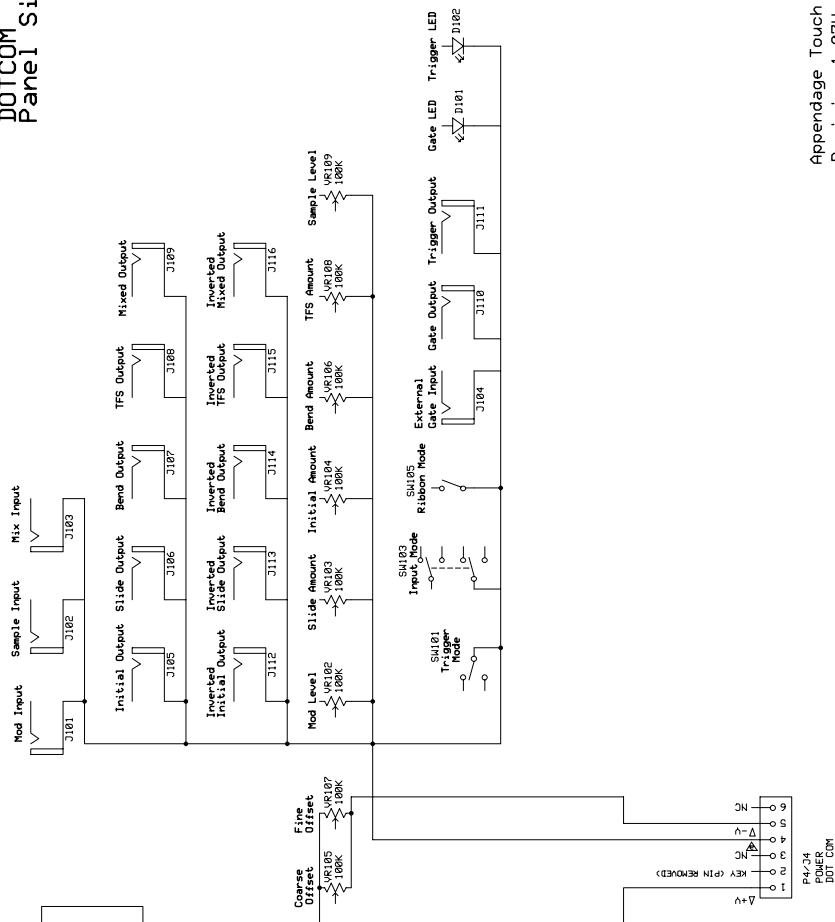 DOTCOM
Mod Input
J101
Sample Input
J102
Mix Input
J103
Initial Output
J105
Slide Output
J106
Bend Output
J107
TFS Output
J108
Mixed Output
J109
Inverted
Initial Output
J112
Inverted
Slide Output
J113
Inverted
Bend Output
J114
Inverted
TFS Output
J115
Inverted
Mixed Output
J116
Coarse
Offset
VR105
100K
Fine
Offset
VR107
100K
Mod Level
VR102
100K
Slide Amount
VR103
100K
Initial Amount
VR104
100K
Bend Amount
VR106
100K
TFS Amount
VR108
100K
Sample Level
VR109
100K
SW101
Trigger
Mode
SW103
Input Mode
SW105
Ribbon Mode
External
Gate Input
J104
Gate Output
J110
Trigger Output
J111
Gate LED
D101
Trigger LED
D102
+V
KEY (PIN REMOVED)
NC
-V
NC
1
2
3
4
5
6
P4/J4
POWER
DOT COM
Panel
Appendage Touch